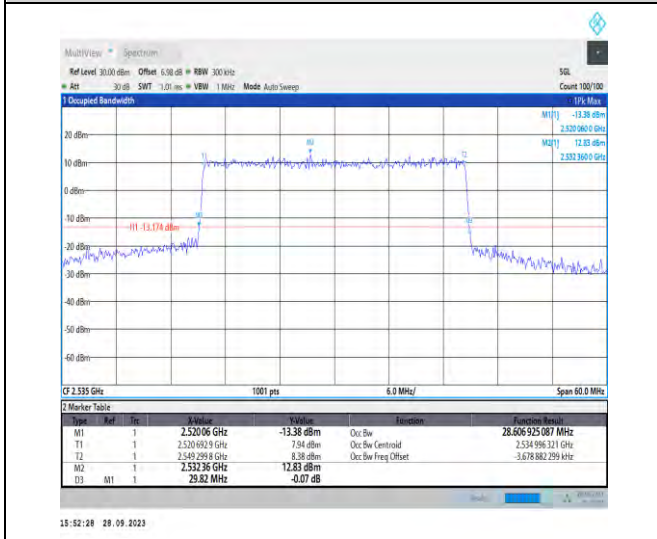 MultiView
Spectrum
Ref Level 30.00 dBm Offset 6.98 dB RBW 300 kHz SGL
Att 30 dB SWT 1.01 ms VBW 1 MHz Mode Auto Sweep Count 100/100
1 Occupied Bandwidth 1Pk Max
M1[1] -13.38 dBm
2.520 060 0 GHz
M2[1] 12.83 dBm
2.532 360 0 GHz
20 dBm
10 dBm
0 dBm
-10 dBm
-20 dBm
-30 dBm
-40 dBm
-50 dBm
-60 dBm
M2
T1
T2
H1 -13.174 dBm
CF 2.535 GHz 1001 pts 6.0 MHz/ Span 60.0 MHz
2 Marker Table
Type Ref Trc X-Value Y-Value Function Function Result
M1 1 2.52006 GHz -13.38 dBm Occ Bw 28.606 925 087 MHz
T1 1 2.520 692 9 GHz 7.94 dBm Occ Bw Centroid 2.534 996 321 GHz
T2 1 2.549 299 8 GHz 8.38 dBm Occ Bw Freq Offset -3.678 882 299 kHz
M2 1 2.53236 GHz 12.83 dBm
D3 M1 1 29.82 MHz -0.07 dB
15:52:28 28.09.2023